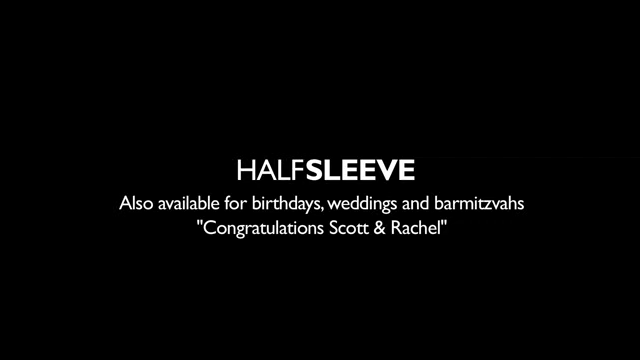 HALFSLEEVE
Also available for birthdays, weddings and barmitzvahs
"Congratulations Scott & Rachel"